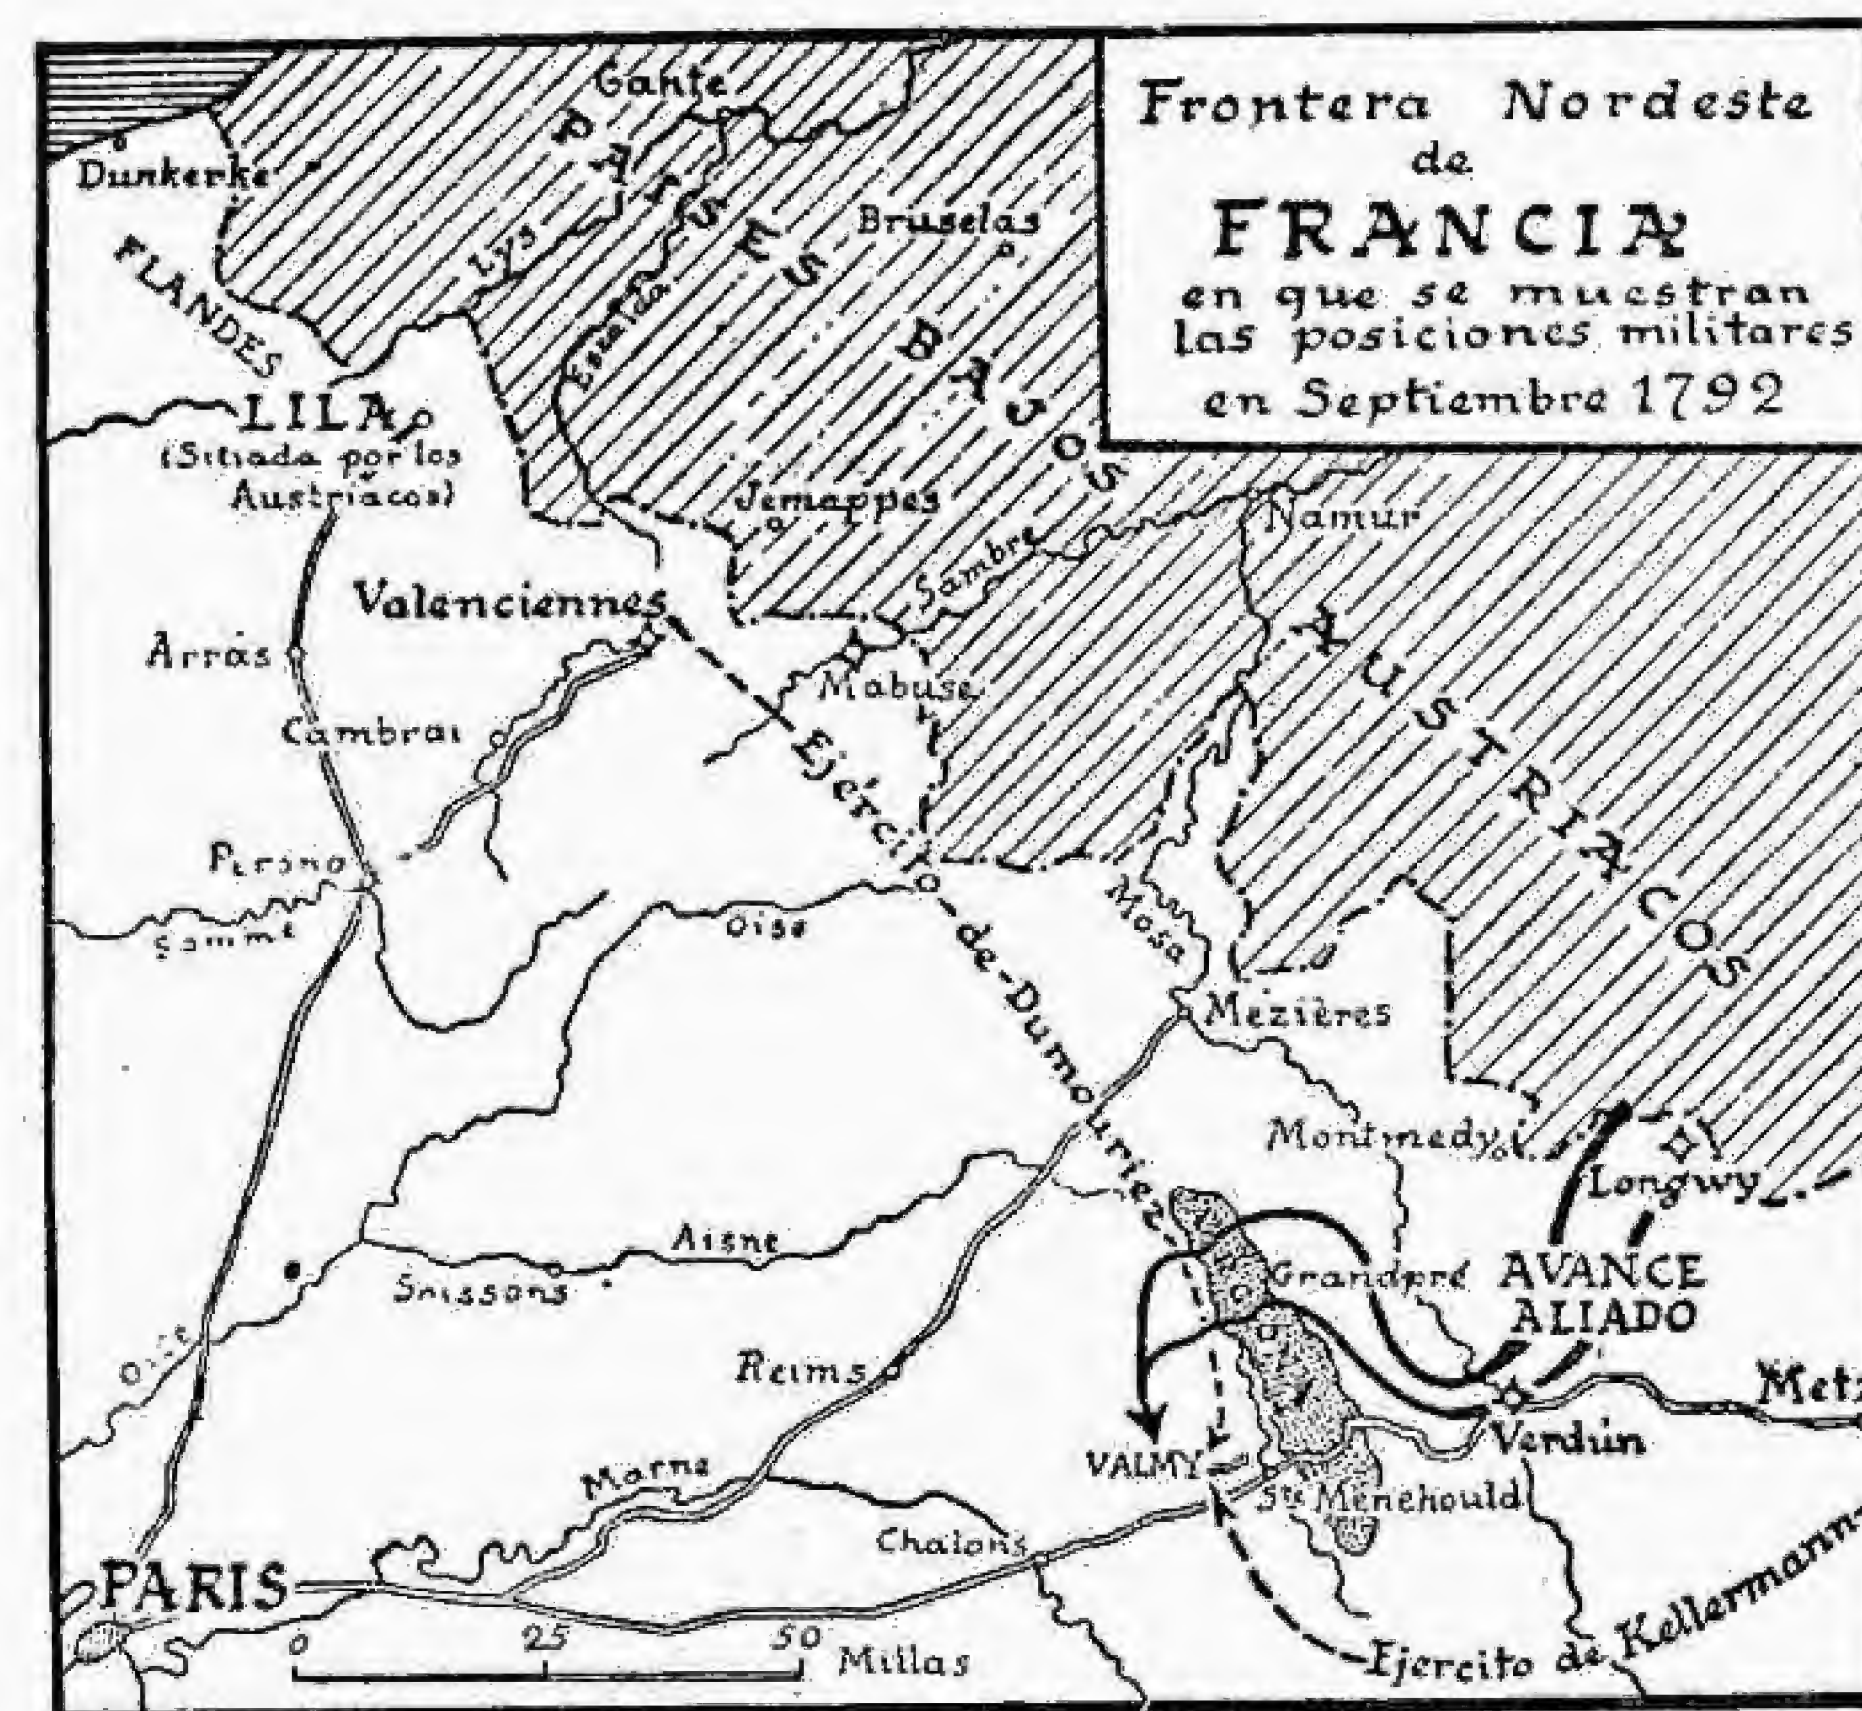 Frontera Nordeste
de
FRANCIA
en que se muestran
las posiciones militares
en Septiembre 1792
Gante
Dunkerke
PAISES BAJOS AUSTRIACOS
Bruselas
FLANDES
Lys
Escalda
LILA
(Sitiada por los
Austriacos)
Jemappes
Namur
Sambre
Valenciennes
Arrás
Mabuse
Cambrai
Ejército de Dumouriez
Somme
Oise
Mosa
Mezières
Montmedy
Longwy
Aisne
Grandpré
AVANCE
ALIADO
Oise
Reims
Metz
Verdún
Marne
VALMY
Ste Menehould
Chalons
PARIS
0 25 50
Millas
Ejercito de Kellermann